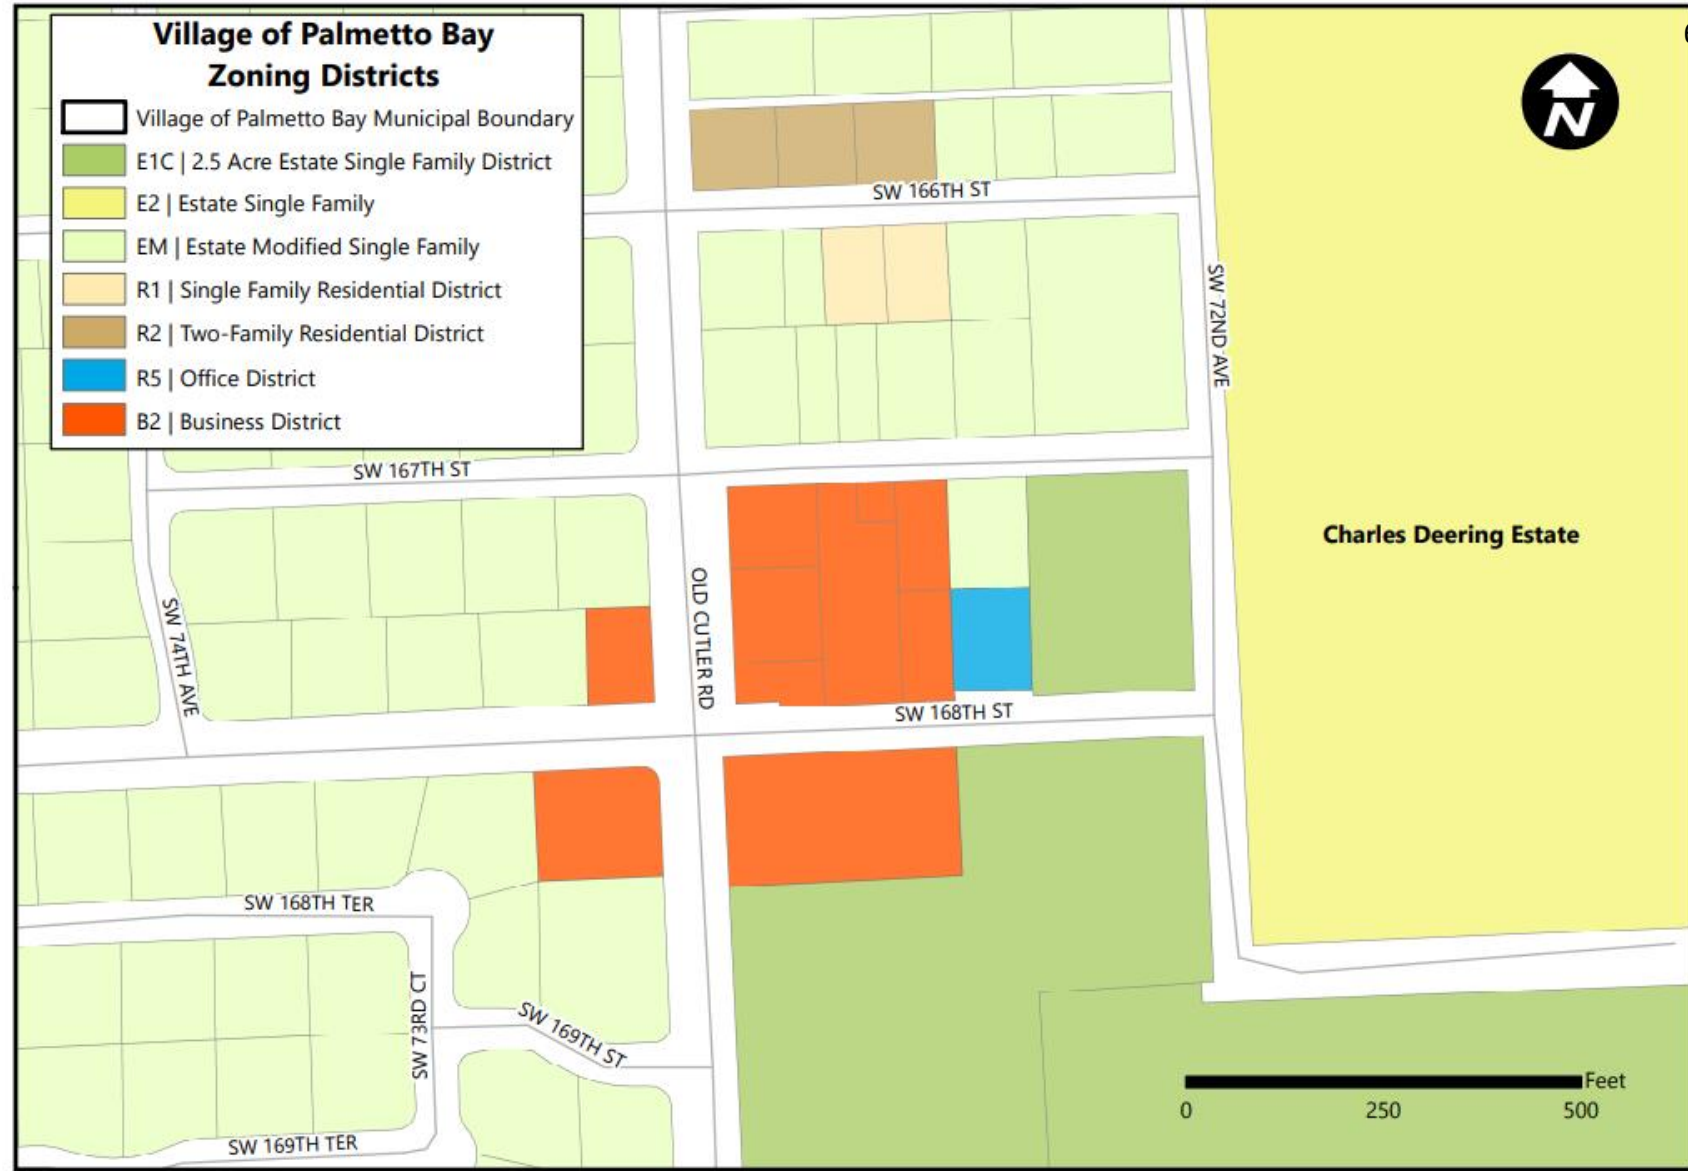 Village of Palmetto Bay
Zoning Districts
Village of Palmetto Bay Municipal Boundary
E1C | 2.5 Acre Estate Single Family District
E2 | Estate Single Family
EM | Estate Modified Single Family
R1 | Single Family Residential District
R2 | Two-Family Residential District
R5 | Office District
B2 | Business District
N
SW 166TH ST
SW 72ND AVE
SW 167TH ST
Charles Deering Estate
OLD CUTLER RD
SW 74TH AVE
SW 168TH ST
SW 168TH TER
SW 73RD CT
SW 169TH ST
SW 169TH TER
Feet
0 250 500